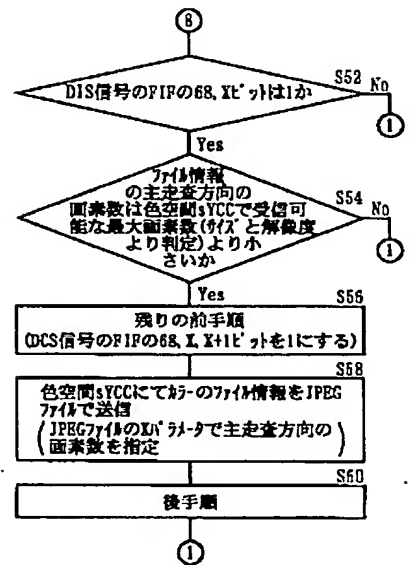 8
S52
DIS信号のFIFの68,Xビットは1か
No
1
Yes
S54
ファイル情報
の主走査方向の
画素数は色空間sYCCで受信可
能な最大画素数(サイズと解像度
より判定)より小
さいか
No
1
Yes
S56
残りの前手順
(DCS信号のFIFの68,X,X+1ビットを1にする)
S58
色空間sYCCにてカラーのファイル情報をJPEG
ファイルで送信
(JPEGファイルのXパラメータで主走査方向の
画素数を指定)
S60
後手順
1